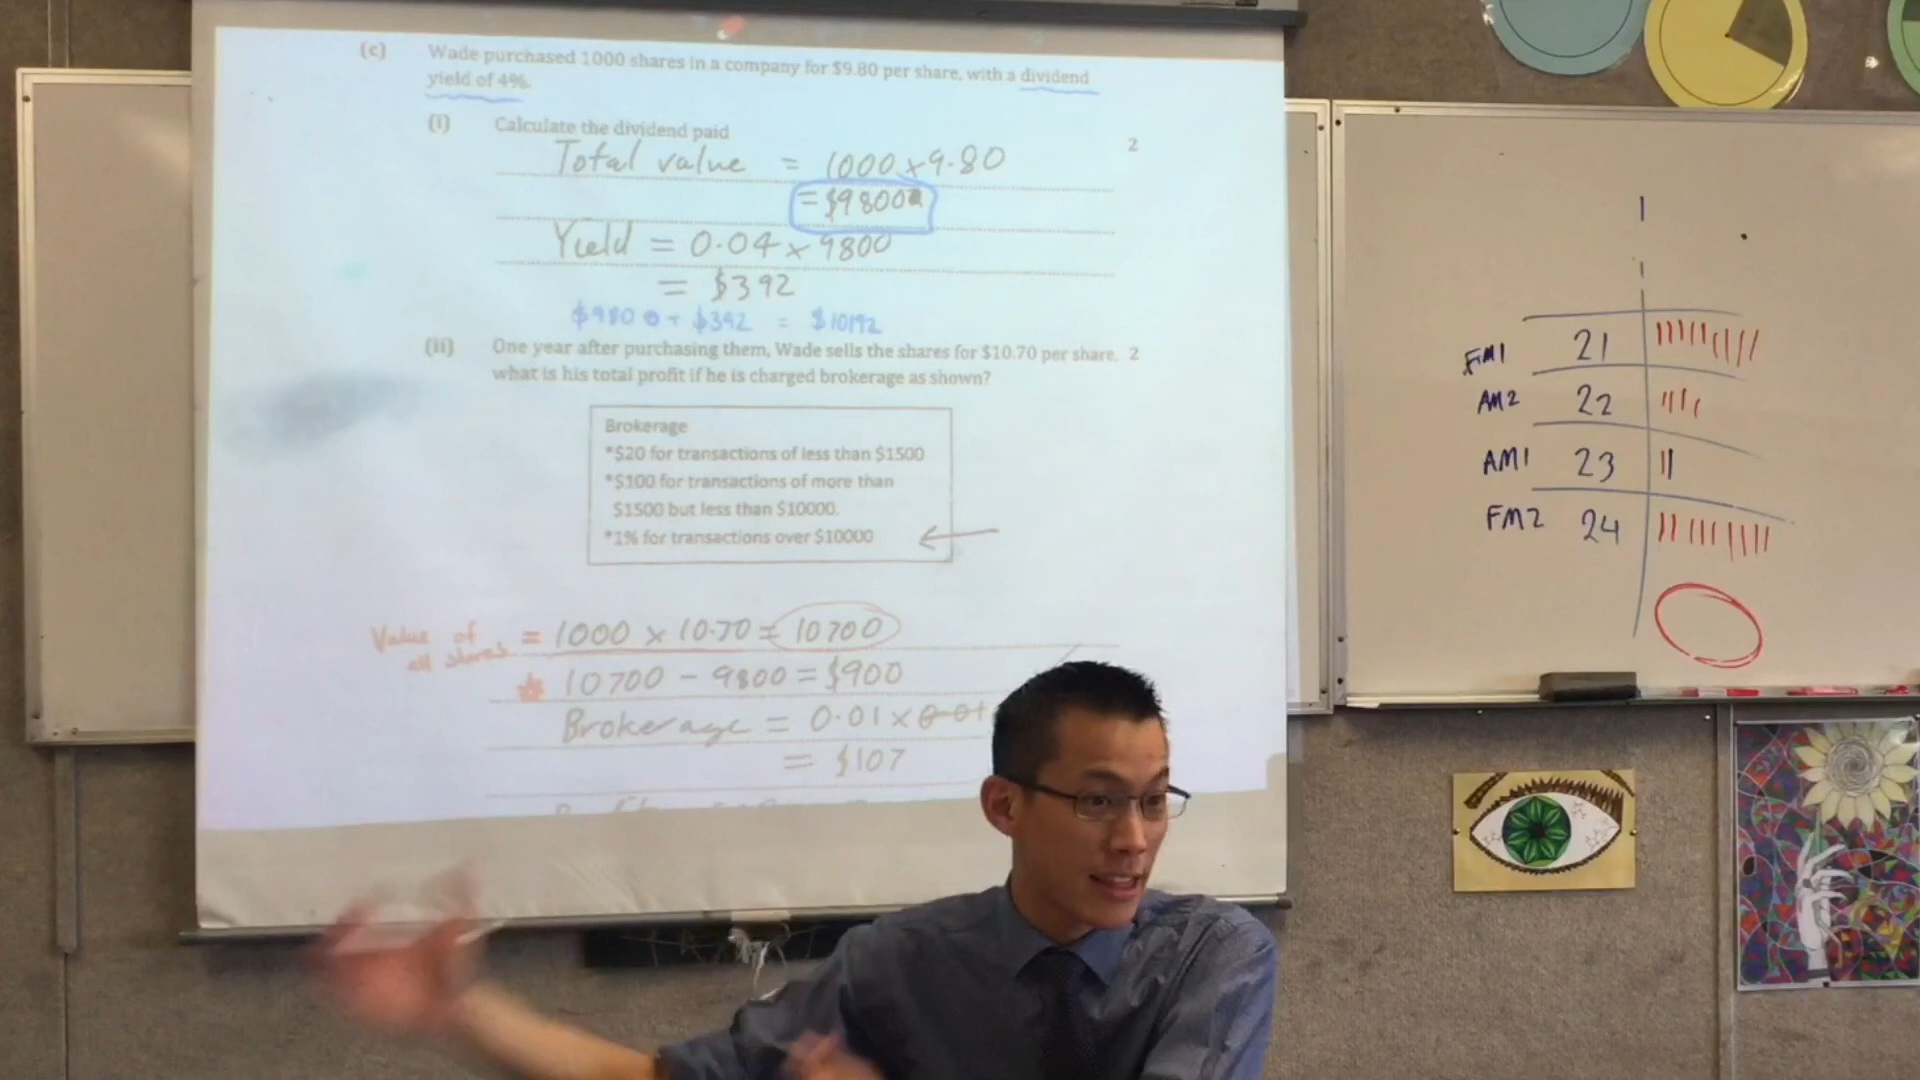 (c) Wade purchased 1000 shares in a company for $9.80 per share, with a dividend
yield of 4%.
(i) Calculate the dividend paid 2
Total value = 1000 x 9.80
= $9800
Yield = 0.04 x 9800
= $392
$9800 + $392 = $10192
(ii) One year after purchasing them, Wade sells the shares for $10.70 per share, 2
what is his total profit if he is charged brokerage as shown?
Brokerage
*$20 for transactions of less than $1500
*$100 for transactions of more than
$1500 but less than $10000.
*1% for transactions over $10000
Value of all shares = 1000 x 10.70 = 10700
* 10700 - 9800 = $900
Brokerage = 0.01 x
= $107
FM1 21
AM2 22
AM1 23
FM2 24